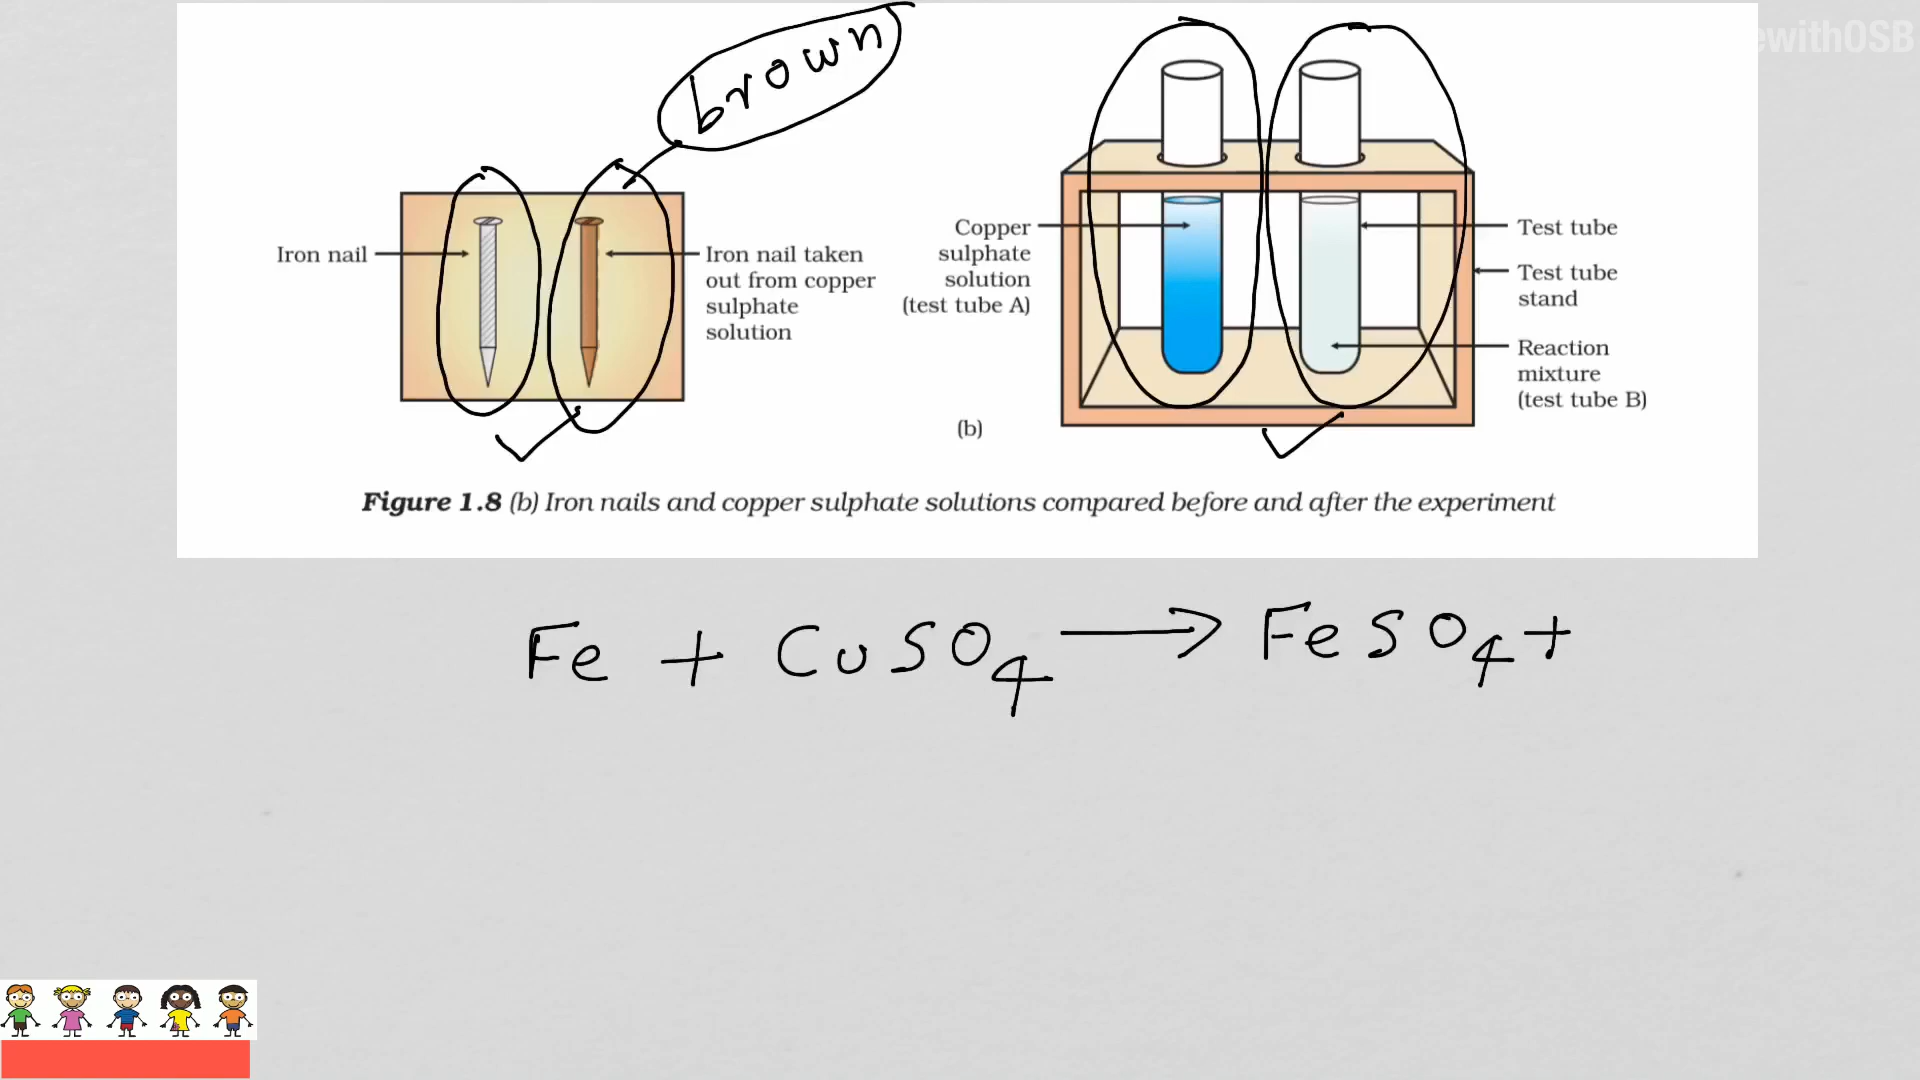 ewithOSB
brown
Iron nail
Iron nail taken
out from copper
sulphate
solution
Copper
sulphate
solution
(test tube A)
Test tube
Test tube
stand
Reaction
mixture
(test tube B)
(b)
Figure 1.8 (b) Iron nails and copper sulphate solutions compared before and after the experiment
Fe + CuSO4 → FeSO4 +